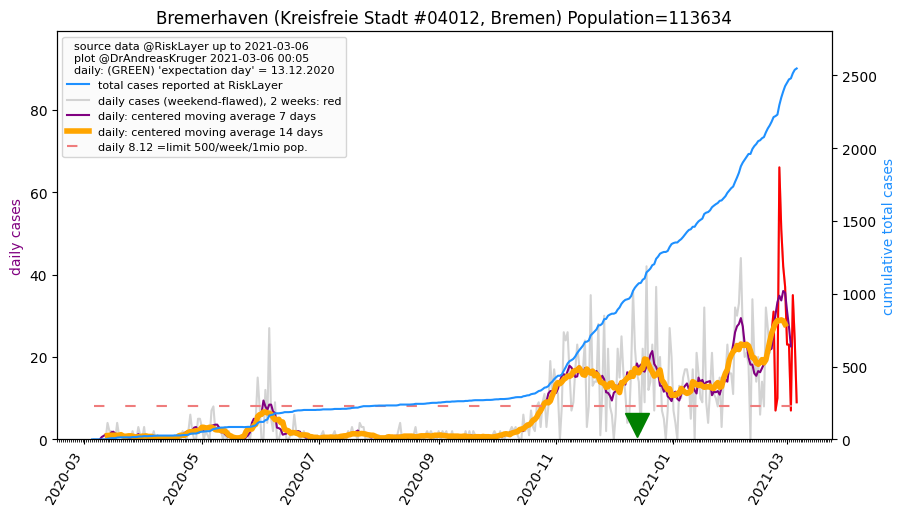 Bremerhaven (Kreisfreie Stadt #04012, Bremen) Population=113634
source data @RiskLayer up to 2021-03-06
plot @DrAndreasKruger 2021-03-06 00:05
daily: (GREEN) 'expectation day' = 13.12.2020
total cases reported at RiskLayer
daily cases (weekend-flawed), 2 weeks: red
daily: centered moving average 7 days
daily: centered moving average 14 days
daily 8.12 =limit 500/week/1mio pop.
daily cases
80
60
40
20
0
cumulative total cases
2500
2000
1500
1000
500
0
2020-03
2020-05
2020-07
2020-09
2020-11
2021-01
2021-03